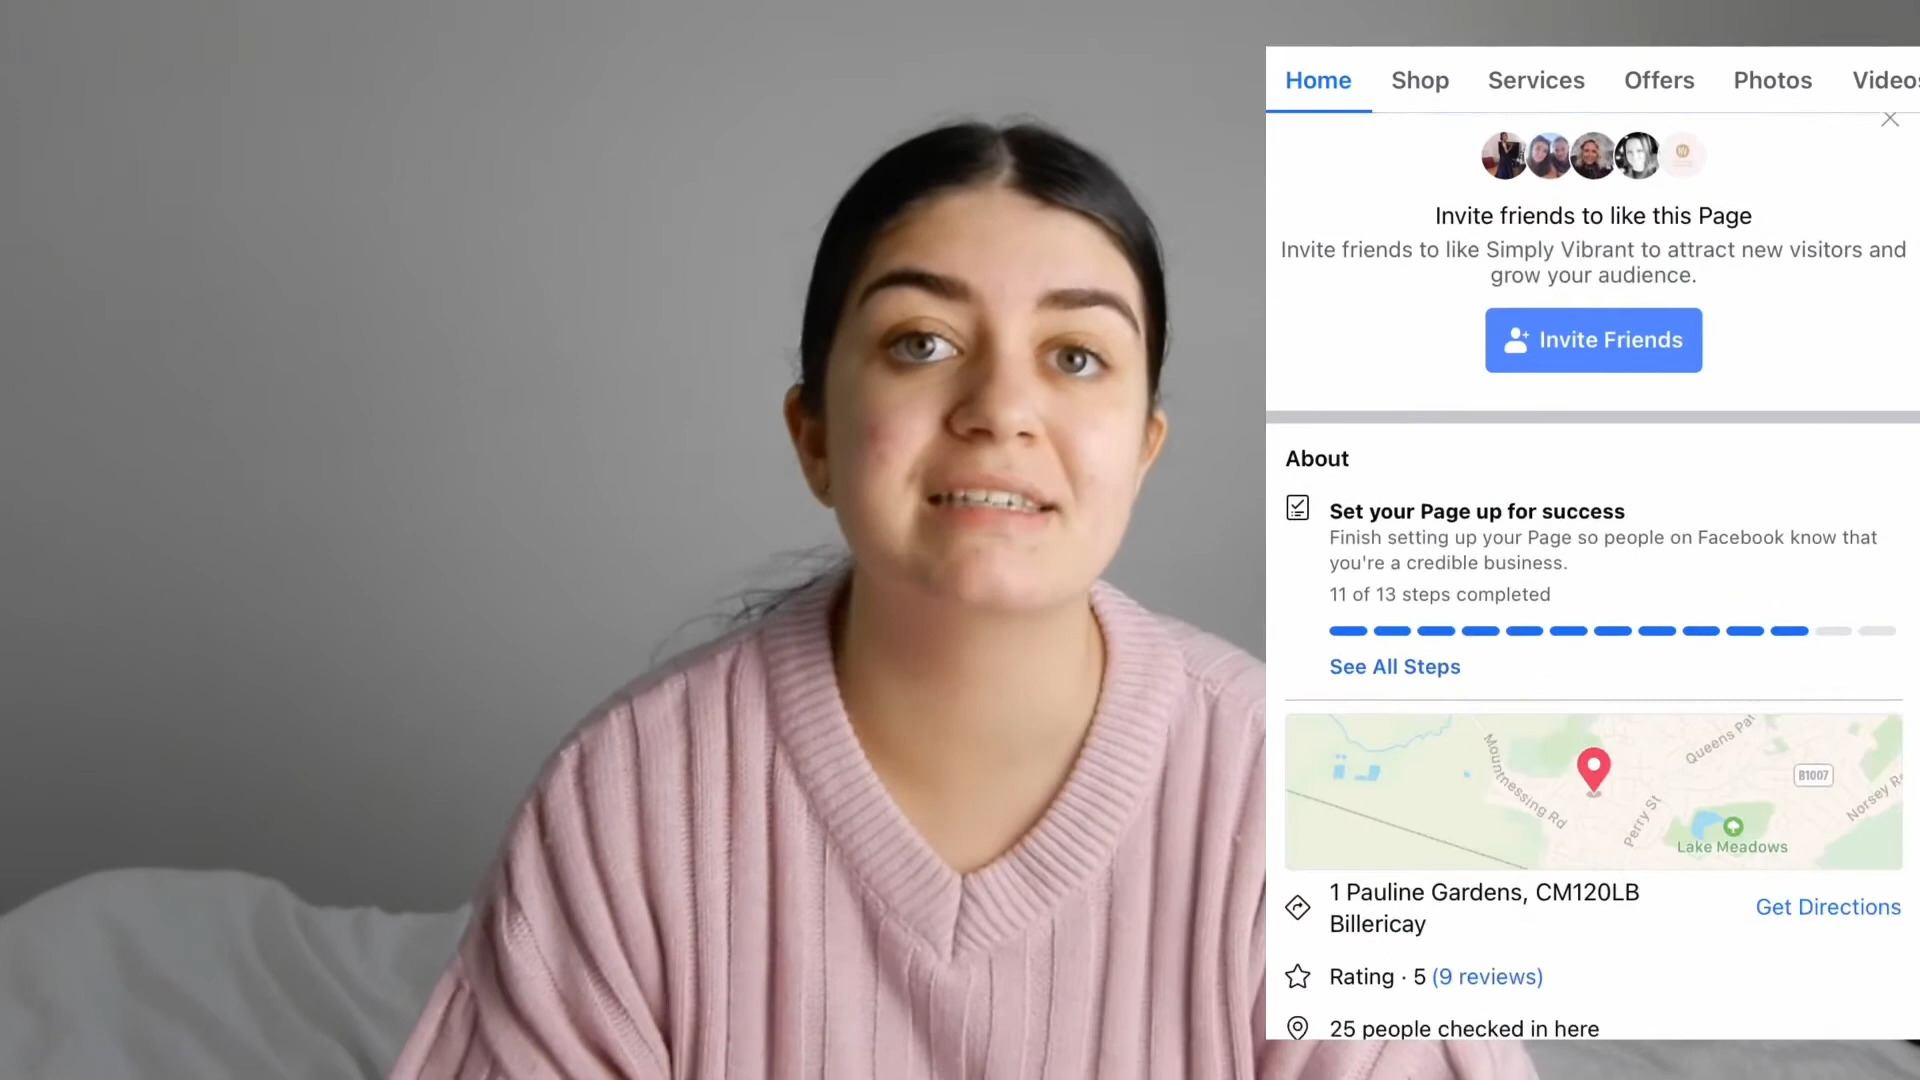 Home Shop Services Offers Photos Videos
Invite friends to like this Page
Invite friends to like Simply Vibrant to attract new visitors and
grow your audience.
Invite Friends
About
Set your Page up for success
Finish setting up your Page so people on Facebook know that
you're a credible business.
11 of 13 steps completed
See All Steps
Mountnessing Rd
Queens
B1007
Perry St
Norsey
Lake Meadows
1 Pauline Gardens, CM120LB
Billericay
Get Directions
Rating · 5 (9 reviews)
25 people checked in here